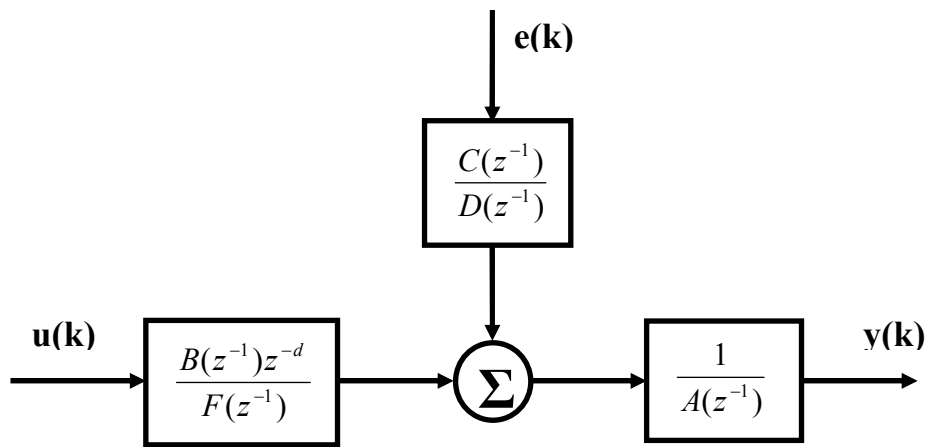 e(k)
C(z⁻¹)
D(z⁻¹)
u(k)
B(z⁻¹)z⁻ᵈ
F(z⁻¹)
Σ
1
A(z⁻¹)
y(k)